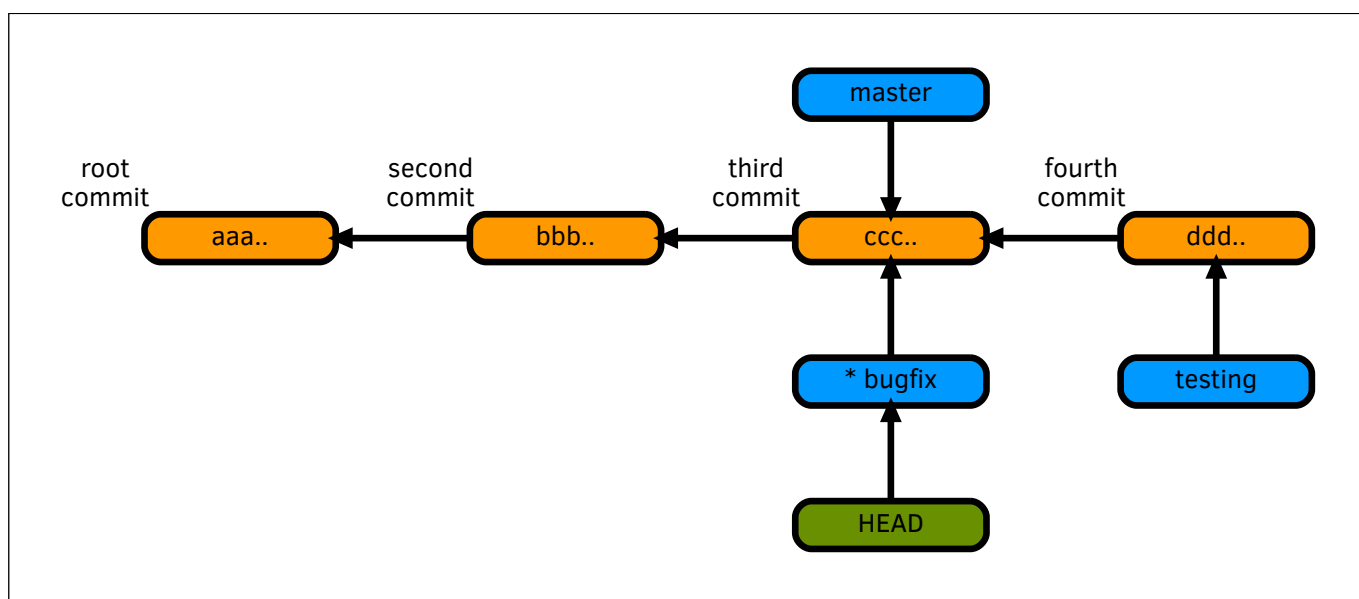 master
root
commit
second
commit
third
commit
fourth
commit
aaa..
bbb..
ccc..
ddd..
* bugfix
testing
HEAD